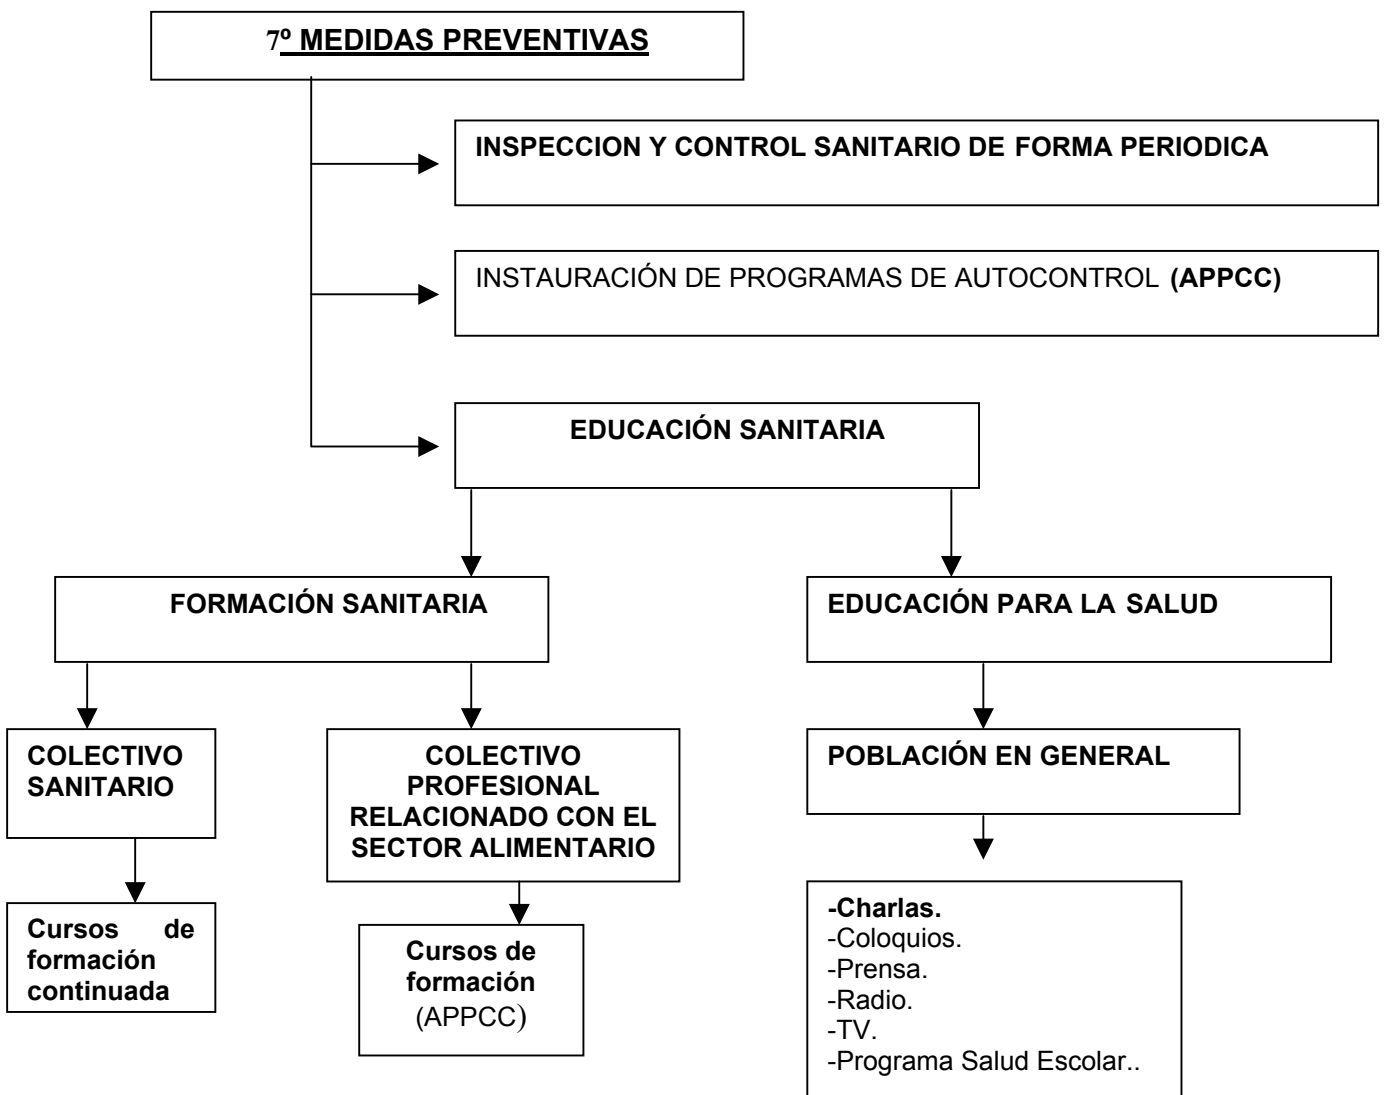 7º MEDIDAS PREVENTIVAS
INSPECCION Y CONTROL SANITARIO DE FORMA PERIODICA
INSTAURACIÓN DE PROGRAMAS DE AUTOCONTROL (APPCC)
EDUCACIÓN SANITARIA
FORMACIÓN SANITARIA
EDUCACIÓN PARA LA SALUD
COLECTIVO
SANITARIO
COLECTIVO
PROFESIONAL
RELACIONADO CON EL
SECTOR ALIMENTARIO
POBLACIÓN EN GENERAL
Cursos de
formación
continuada
Cursos de
formación
(APPCC)
-Charlas.
-Coloquios.
-Prensa.
-Radio.
-TV.
-Programa Salud Escolar..